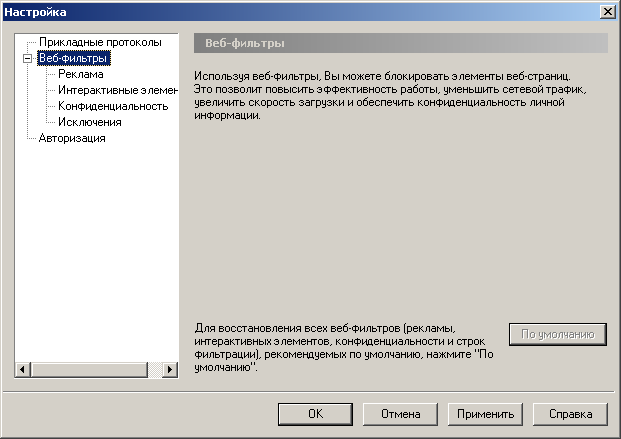 Настройка
Прикладные протоколы
Веб-фильтры
Реклама
Интерактивные элемен
Конфиденциальность
Исключения
Авторизация
Веб-фильтры
Используя веб-фильтры, Вы можете блокировать элементы веб-страниц.
Это позволит повысить эффективность работы, уменьшить сетевой трафик,
увеличить скорость загрузки и обеспечить конфиденциальность личной
информации.
Для восстановления всех веб-фильтров (рекламы,
интерактивных элементов, конфиденциальности и строк
фильтрации), рекомендуемых по умолчанию, нажмите "По
умолчанию".
По умолчанию
OK
Отмена
Применить
Справка